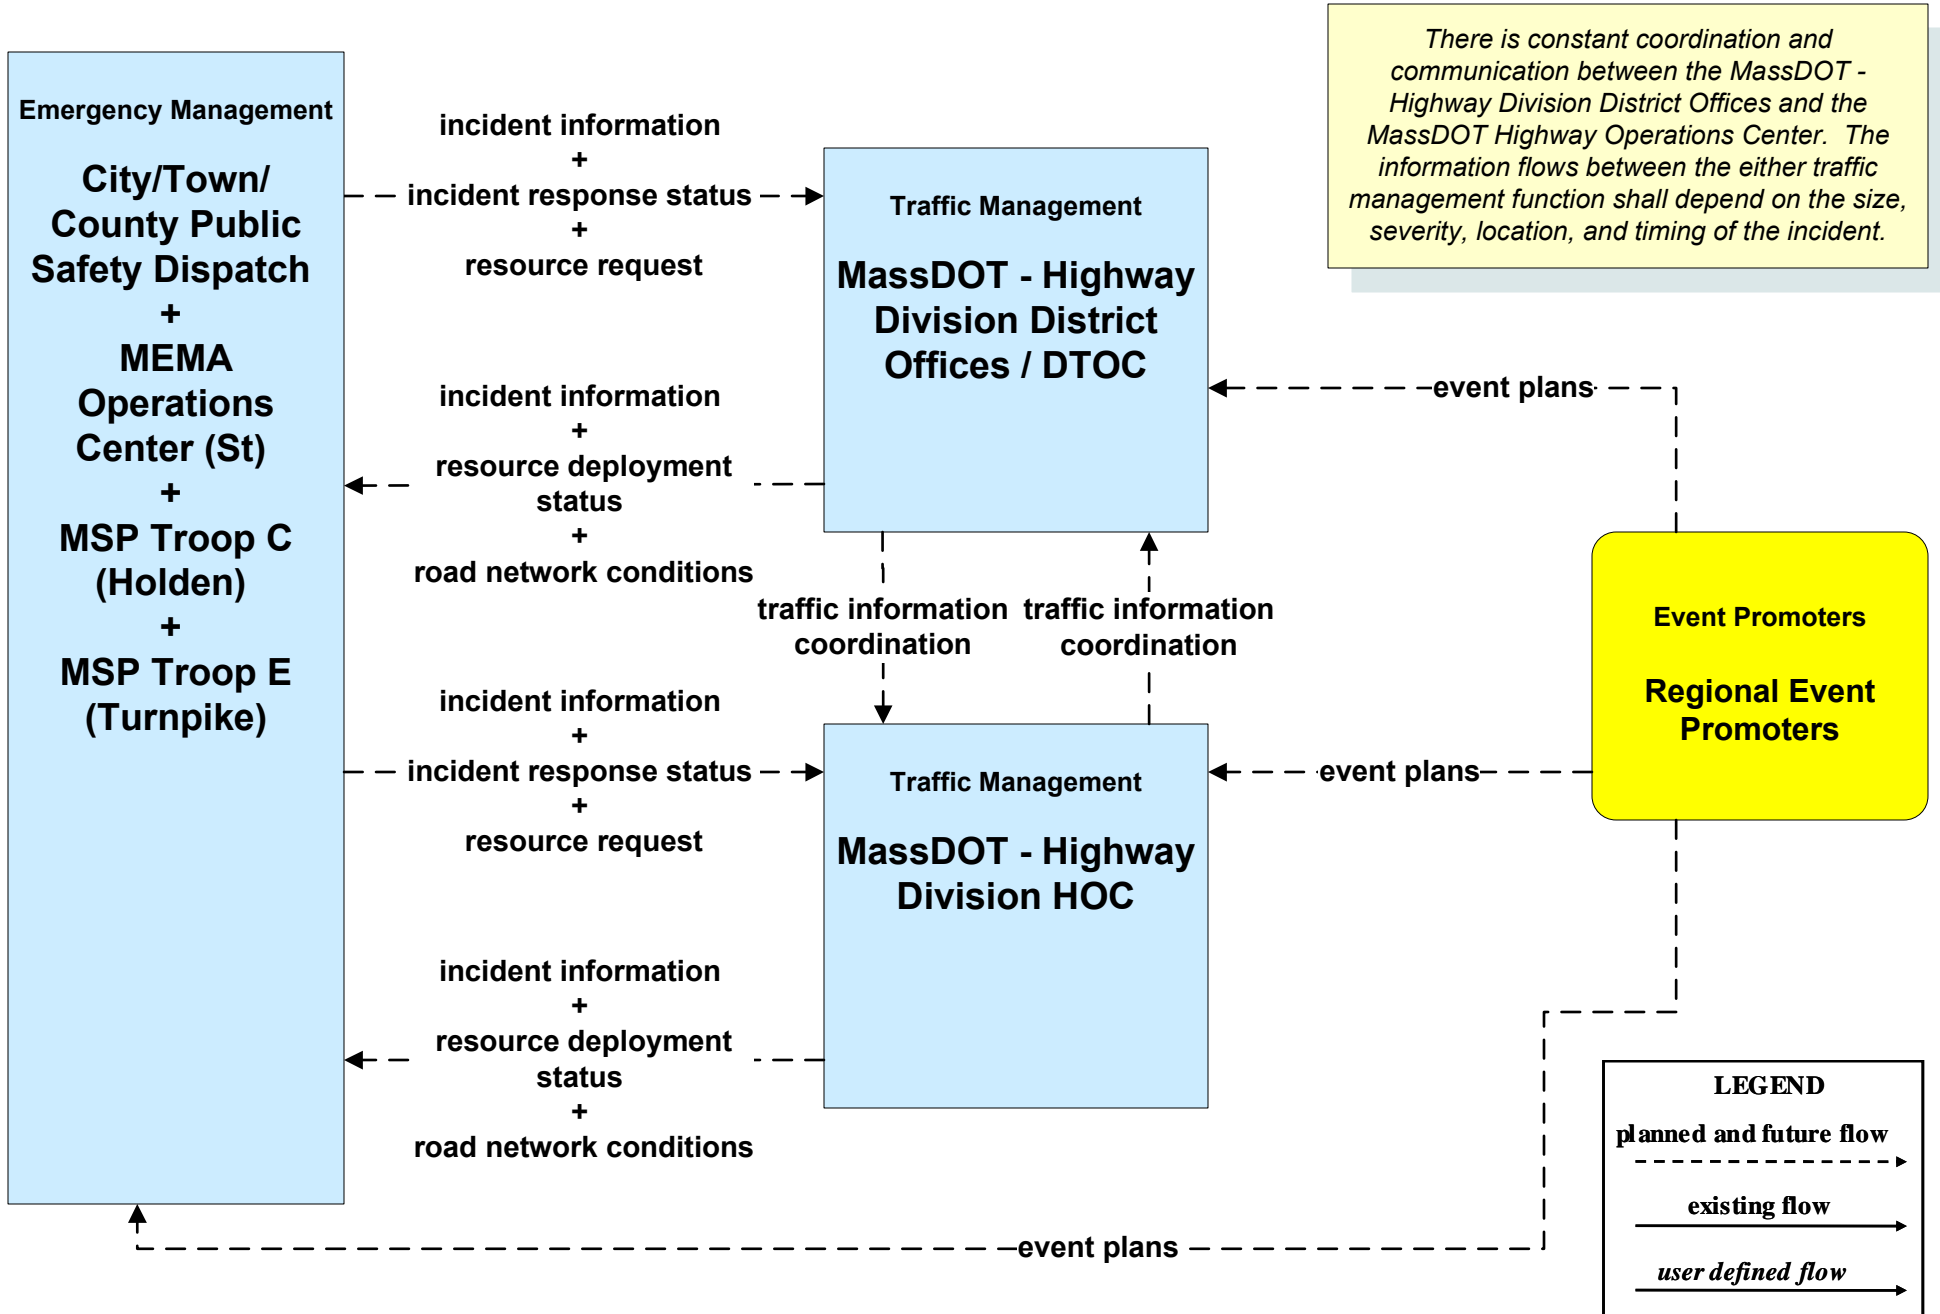 There is constant coordination and
communication between the MassDOT -
Highway Division District Offices and the
MassDOT Highway Operations Center.  The
information flows between the either traffic
management function shall depend on the size,
severity, location, and timing of the incident.
Emergency Management
City/Town/
County Public
Safety Dispatch
+
MEMA
Operations
Center (St)
+
MSP Troop C
(Holden)
+
MSP Troop E
(Turnpike)
incident information
+
incident response status
+
resource request
incident information
+
resource deployment
status
+
road network conditions
incident information
+
incident response status
+
resource request
incident information
+
resource deployment
status
+
road network conditions
Traffic Management
MassDOT - Highway
Division District
Offices / DTOC
traffic information
coordination
traffic information
coordination
Traffic Management
MassDOT - Highway
Division HOC
event plans
event plans
Event Promoters
Regional Event
Promoters
event plans
LEGEND
planned and future flow
existing flow
user defined flow